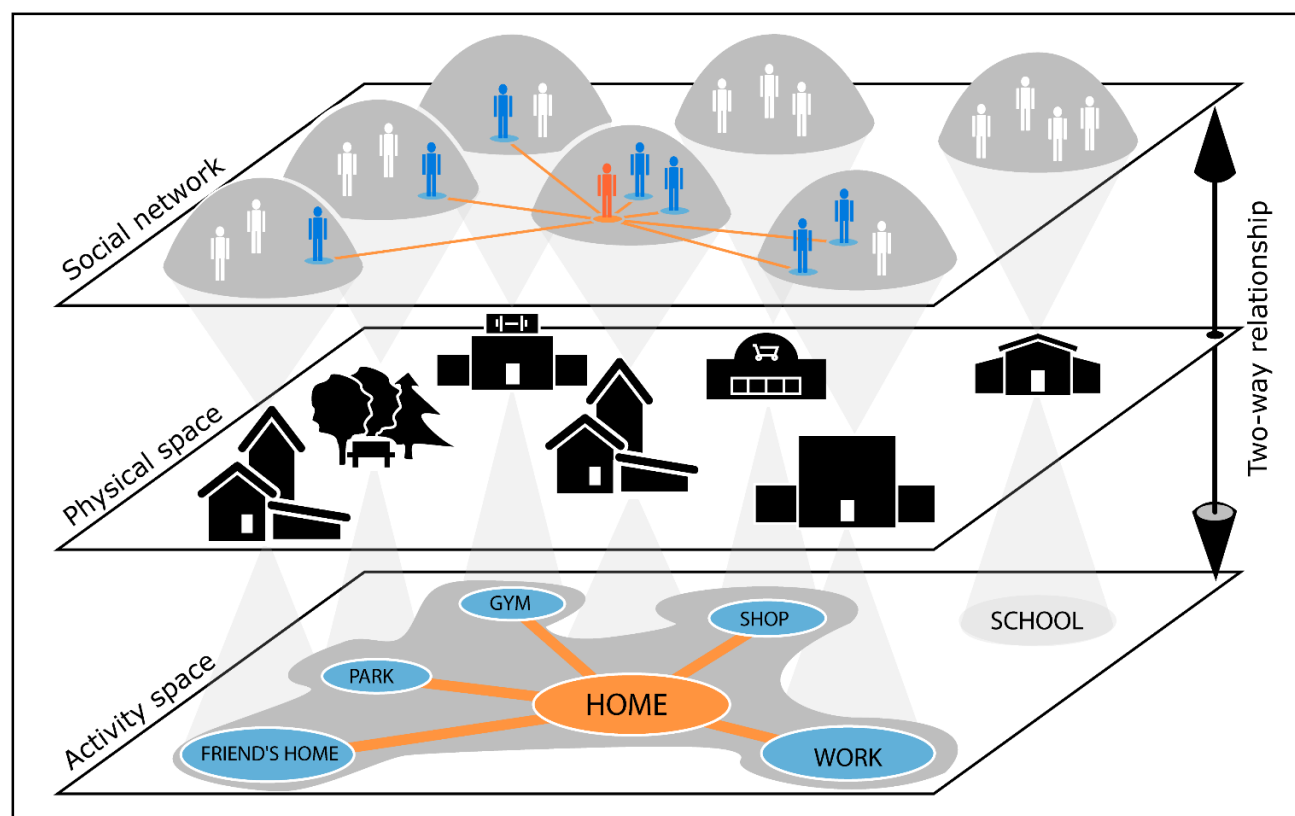 Social network
Two-way relationship
Physical space
Activity space
GYM
SHOP
SCHOOL
PARK
HOME
FRIEND'S HOME
WORK